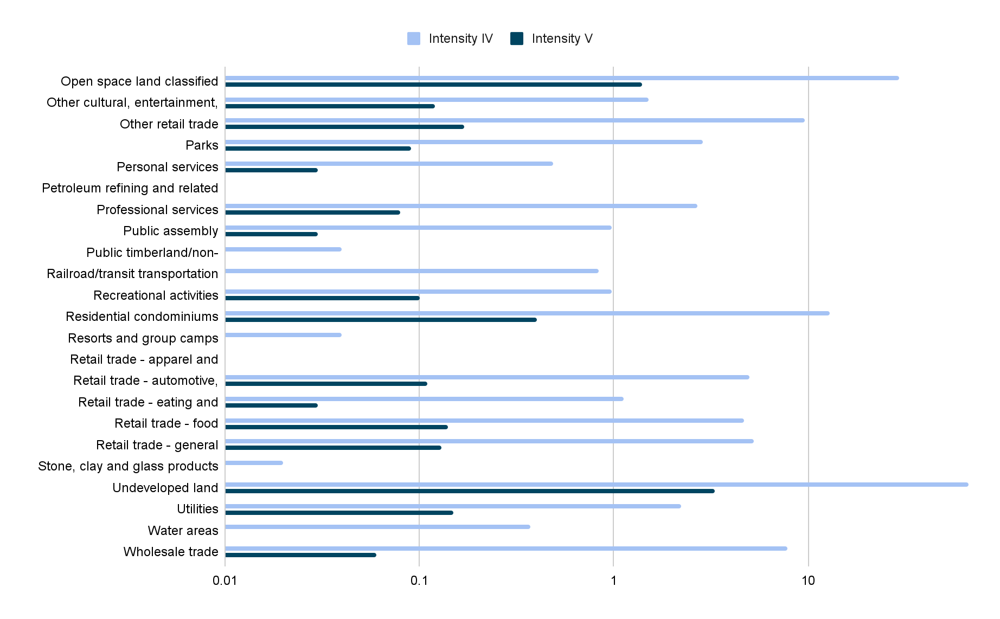 Intensity IV
Intensity V
Open space land classified
Other cultural, entertainment,
Other retail trade
Parks
Personal services
Petroleum refining and related
Professional services
Public assembly
Public timberland/non-
Railroad/transit transportation
Recreational activities
Residential condominiums
Resorts and group camps
Retail trade - apparel and
Retail trade - automotive,
Retail trade - eating and
Retail trade - food
Retail trade - general
Stone, clay and glass products
Undeveloped land
Utilities
Water areas
Wholesale trade
0.01
0.1
1
10